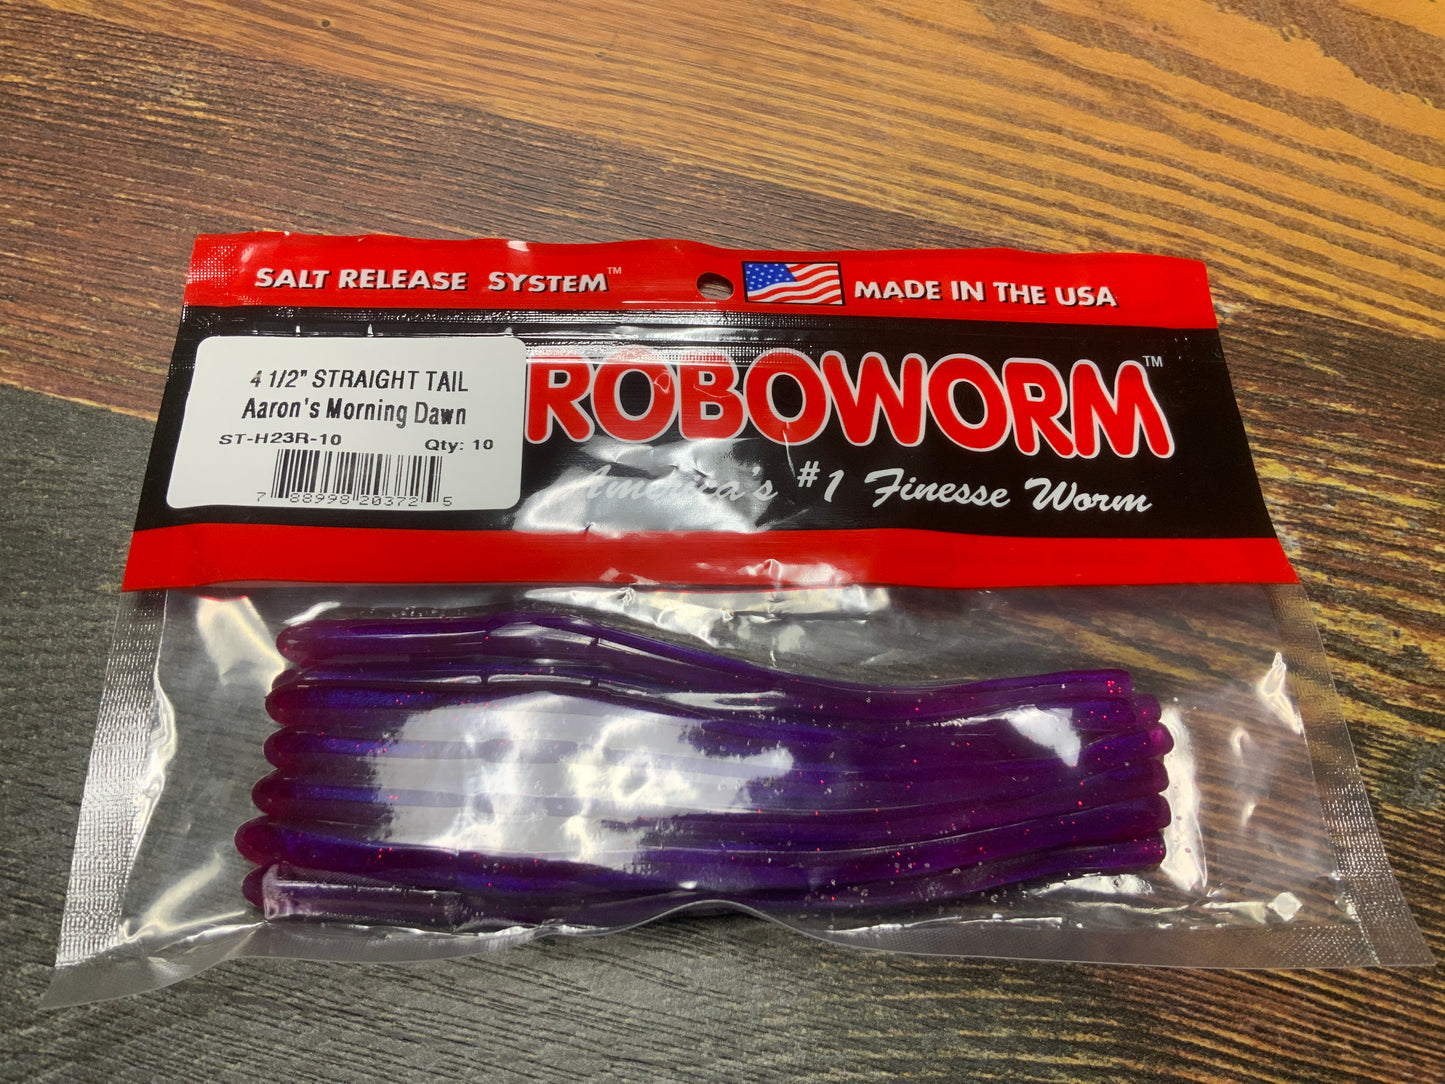 SALT RELEASE SYSTEM™
MADE IN THE USA
ROBOWORM™
America's #1 Finesse Worm
4 1/2" STRAIGHT TAIL
Aaron's Morning Dawn
ST-H23R-10 Qty: 10
7 88998 20372 5